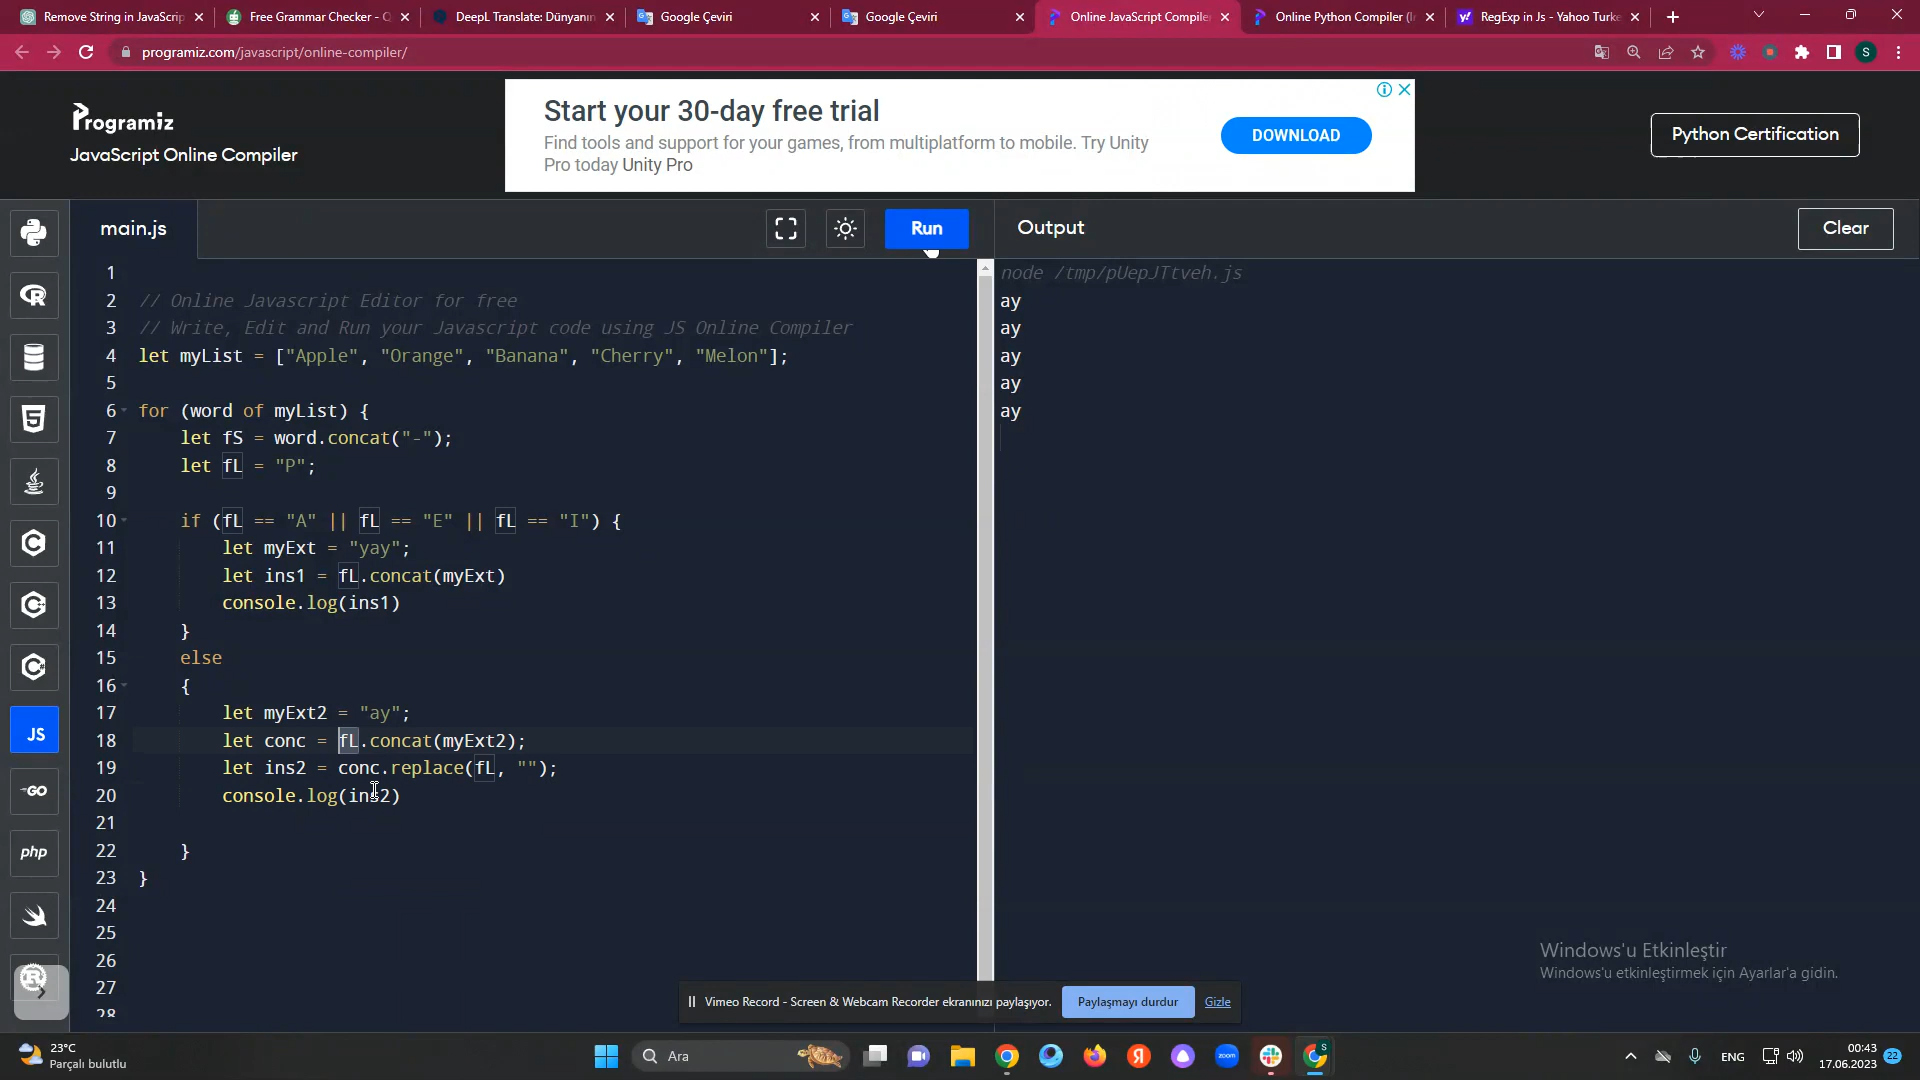 Remove String in JavaScrip
Free Grammar Checker - Q
DeepL Translate: Dünyanın
Google Çeviri
Google Çeviri
Online JavaScript Compiler
Online Python Compiler (In
RegExp in Js - Yahoo Turke
programiz.com/javascript/online-compiler/
S
Programiz
JavaScript Online Compiler
Start your 30-day free trial
Find tools and support for your games, from multiplatform to mobile. Try Unity
Pro today Unity Pro
DOWNLOAD
Python Certification
main.js
Run
Output
Clear
1
2 // Online Javascript Editor for free
3 // Write, Edit and Run your Javascript code using JS Online Compiler
4 let myList = ["Apple", "Orange", "Banana", "Cherry", "Melon"];
5
6 for (word of myList) {
7 let fS = word.concat("-");
8 let fL = "P";
9
10 if (fL == "A" || fL == "E" || fL == "I") {
11 let myExt = "yay";
12 let ins1 = fL.concat(myExt)
13 console.log(ins1)
14 }
15 else
16 {
17 let myExt2 = "ay";
18 let conc = fL.concat(myExt2);
19 let ins2 = conc.replace(fL, "");
20 console.log(ins2)
21
22 }
23 }
24
25
26
27
28
node /tmp/pUepJTtveh.js
ay
ay
ay
ay
ay
JS
GO
php
Windows'u Etkinleştir
Windows'u etkinleştirmek için Ayarlar'a gidin.
Vimeo Record - Screen & Webcam Recorder ekranınızı paylaşıyor.
Paylaşmayı durdur
Gizle
23°C
Parçalı bulutlu
Ara
zoom
S
ENG
00:43
17.06.2023
22